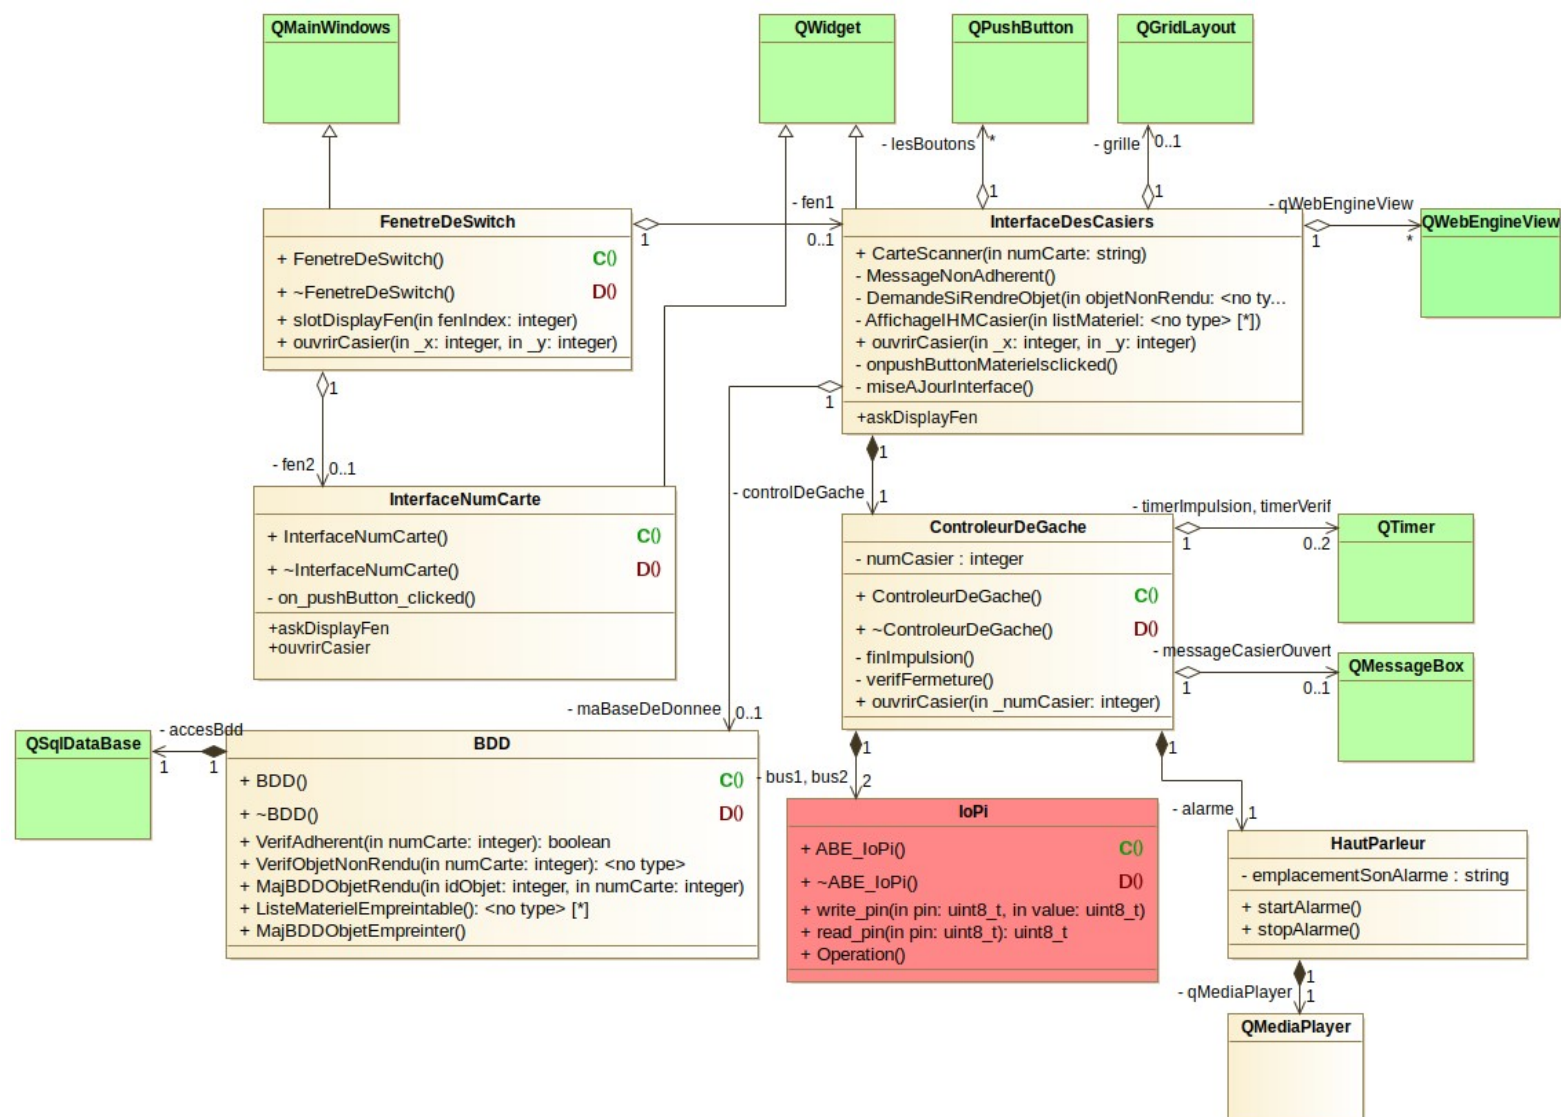 QMainWindows
QWidget
QPushButton
QGridLayout
- lesBoutons
*
1
- grille
0..1
1
- fen1
1
0..1
- qWebEngineView
1
*
QWebEngineView
FenetreDeSwitch
+ FenetreDeSwitch() C()
+ ~FenetreDeSwitch() D()
+ slotDisplayFen(in fenIndex: integer)
+ ouvrirCasier(in _x: integer, in _y: integer)
InterfaceDesCasiers
+ CarteScanner(in numCarte: string)
- MessageNonAdherent()
- DemandeSiRendreObjet(in objetNonRendu: <no ty...
- AffichageIHMCasier(in listMateriel: <no type> [*])
+ ouvrirCasier(in _x: integer, in _y: integer)
- onpushButtonMaterielsclicked()
- miseAJourInterface()
+askDisplayFen
1
- fen2
0..1
1
1
- controlDeGache
1
InterfaceNumCarte
+ InterfaceNumCarte() C()
+ ~InterfaceNumCarte() D()
- on_pushButton_clicked()
+askDisplayFen
+ouvrirCasier
ControleurDeGache
- numCasier : integer
+ ControleurDeGache() C()
+ ~ControleurDeGache() D()
- finImpulsion()
- verifFermeture()
+ ouvrirCasier(in _numCasier: integer)
- timerImpulsion, timerVerif
1
0..2
QTimer
- messageCasierOuvert
1
0..1
QMessageBox
- maBaseDeDonnee
0..1
- accesBdd
1
1
QSqlDataBase
BDD
+ BDD() C()
+ ~BDD() D()
+ VerifAdherent(in numCarte: integer): boolean
+ VerifObjetNonRendu(in numCarte: integer): <no type>
+ MajBDDObjetRendu(in idObjet: integer, in numCarte: integer)
+ ListeMaterielEmpreintable(): <no type> [*]
+ MajBDDObjetEmpreinter()
1
- bus1, bus2
2
1
- alarme
1
IoPi
+ ABE_IoPi() C()
+ ~ABE_IoPi() D()
+ write_pin(in pin: uint8_t, in value: uint8_t)
+ read_pin(in pin: uint8_t): uint8_t
+ Operation()
HautParleur
- emplacementSonAlarme : string
+ startAlarme()
+ stopAlarme()
1
- qMediaPlayer
1
QMediaPlayer